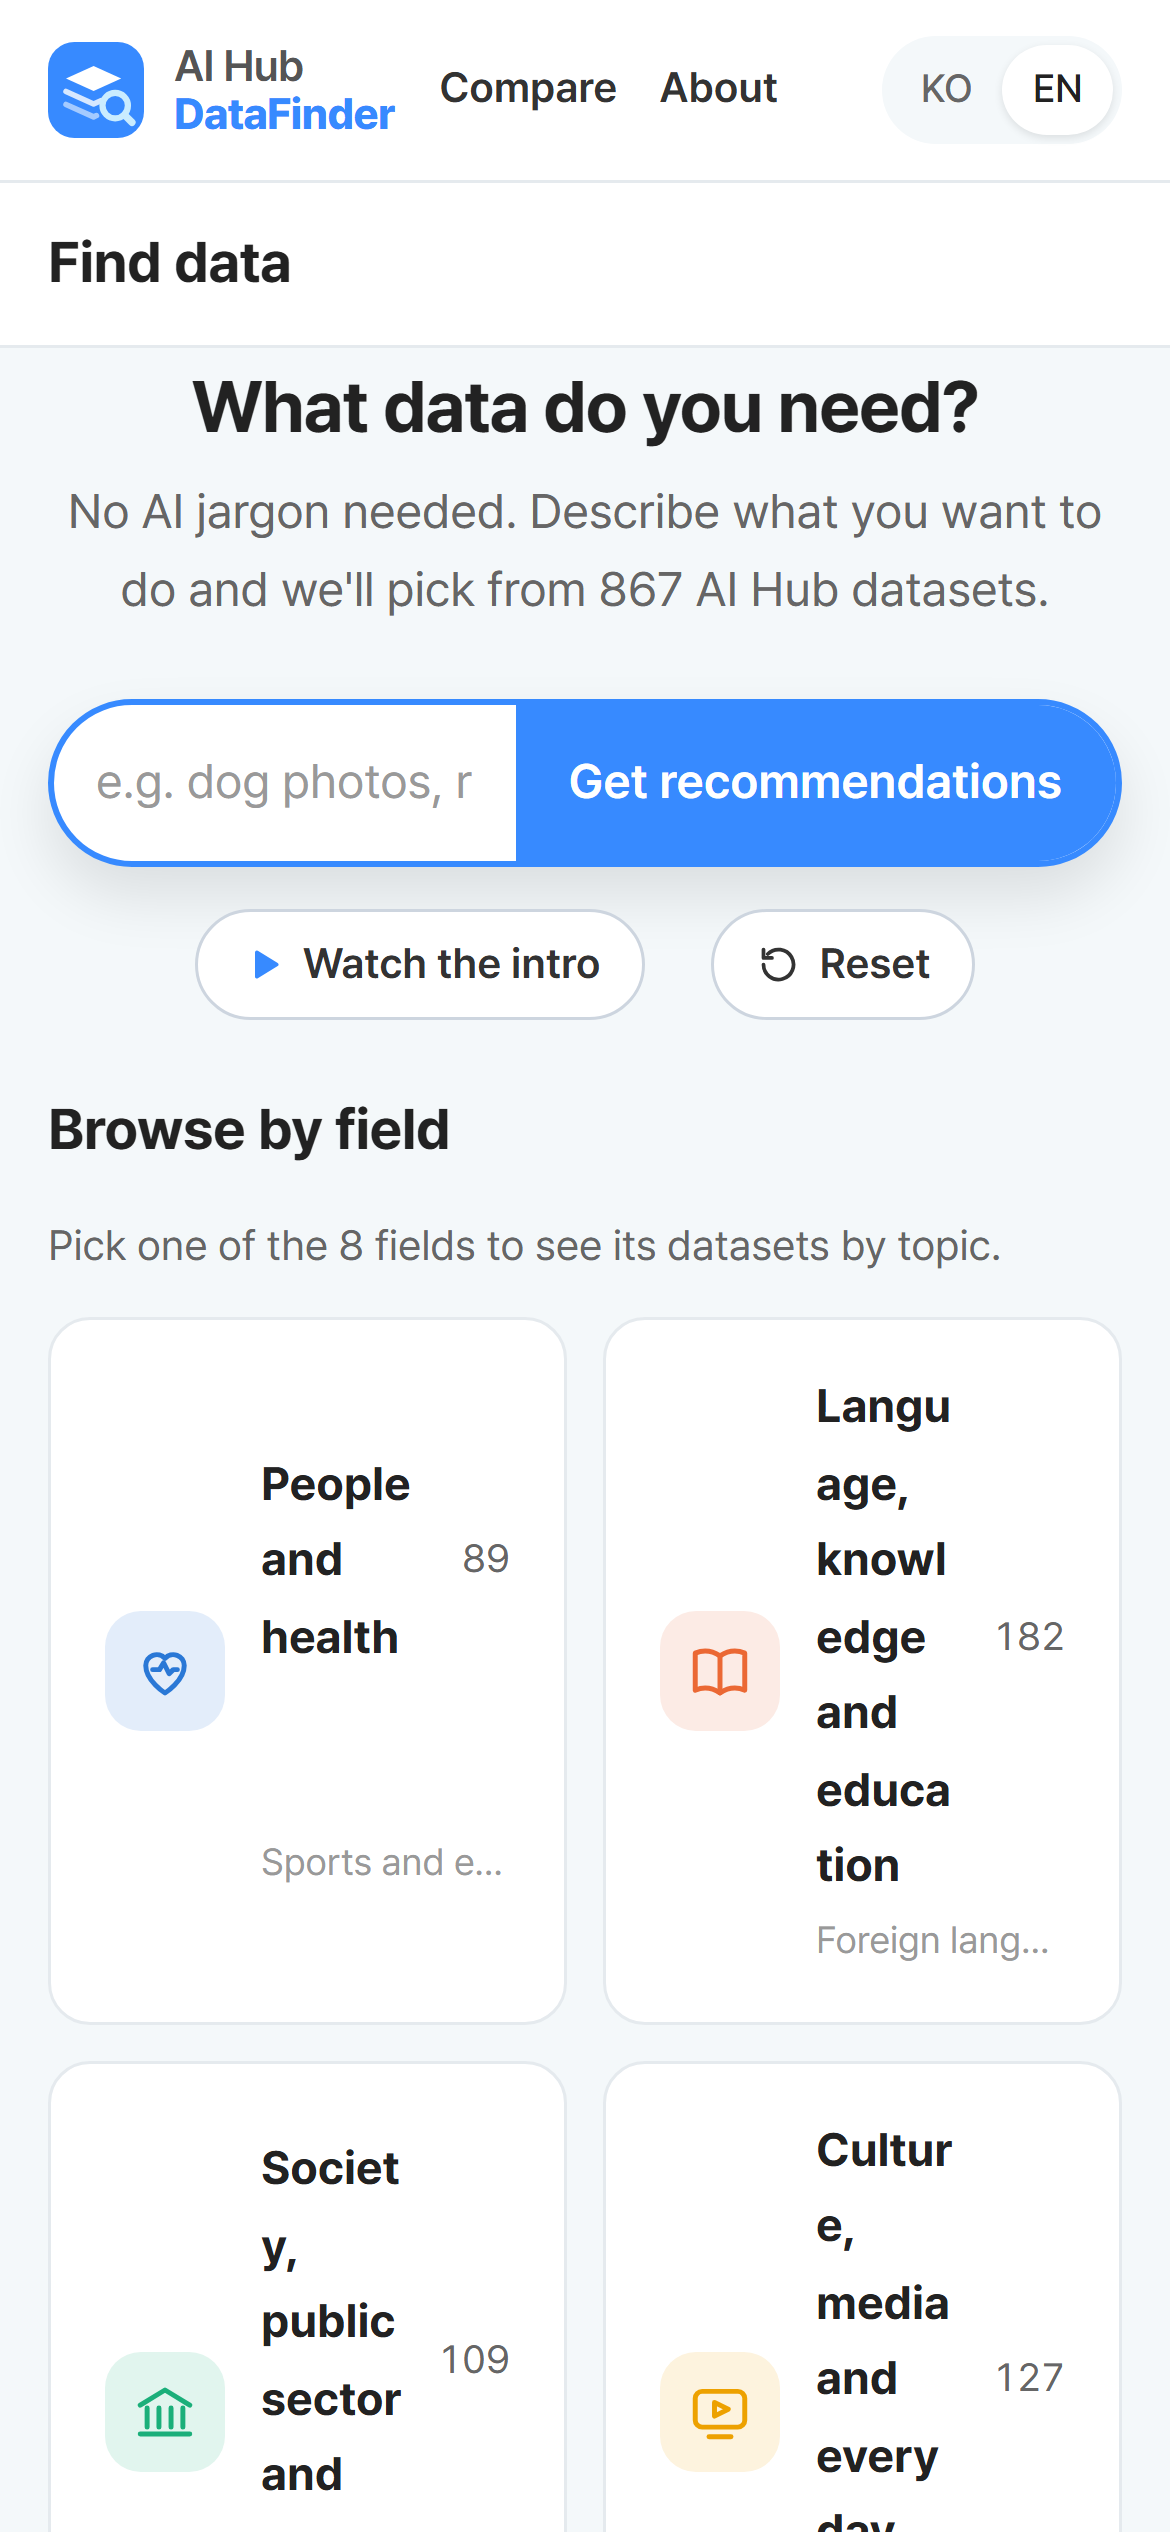 AI Hub
DataFinder
Compare
About
KO
EN
Find data
What data do you need?
No AI jargon needed. Describe what you want to
do and we'll pick from 867 AI Hub datasets.
e.g. dog photos, r
Get recommendations
Watch the intro
Reset
Browse by field
Pick one of the 8 fields to see its datasets by topic.
People
and
health
89
Sports and e...
Langu
age,
knowl
edge
and
educa
tion
182
Foreign lang...
Societ
y,
public
sector
and
109
Cultur
e,
media
and
every
day
127